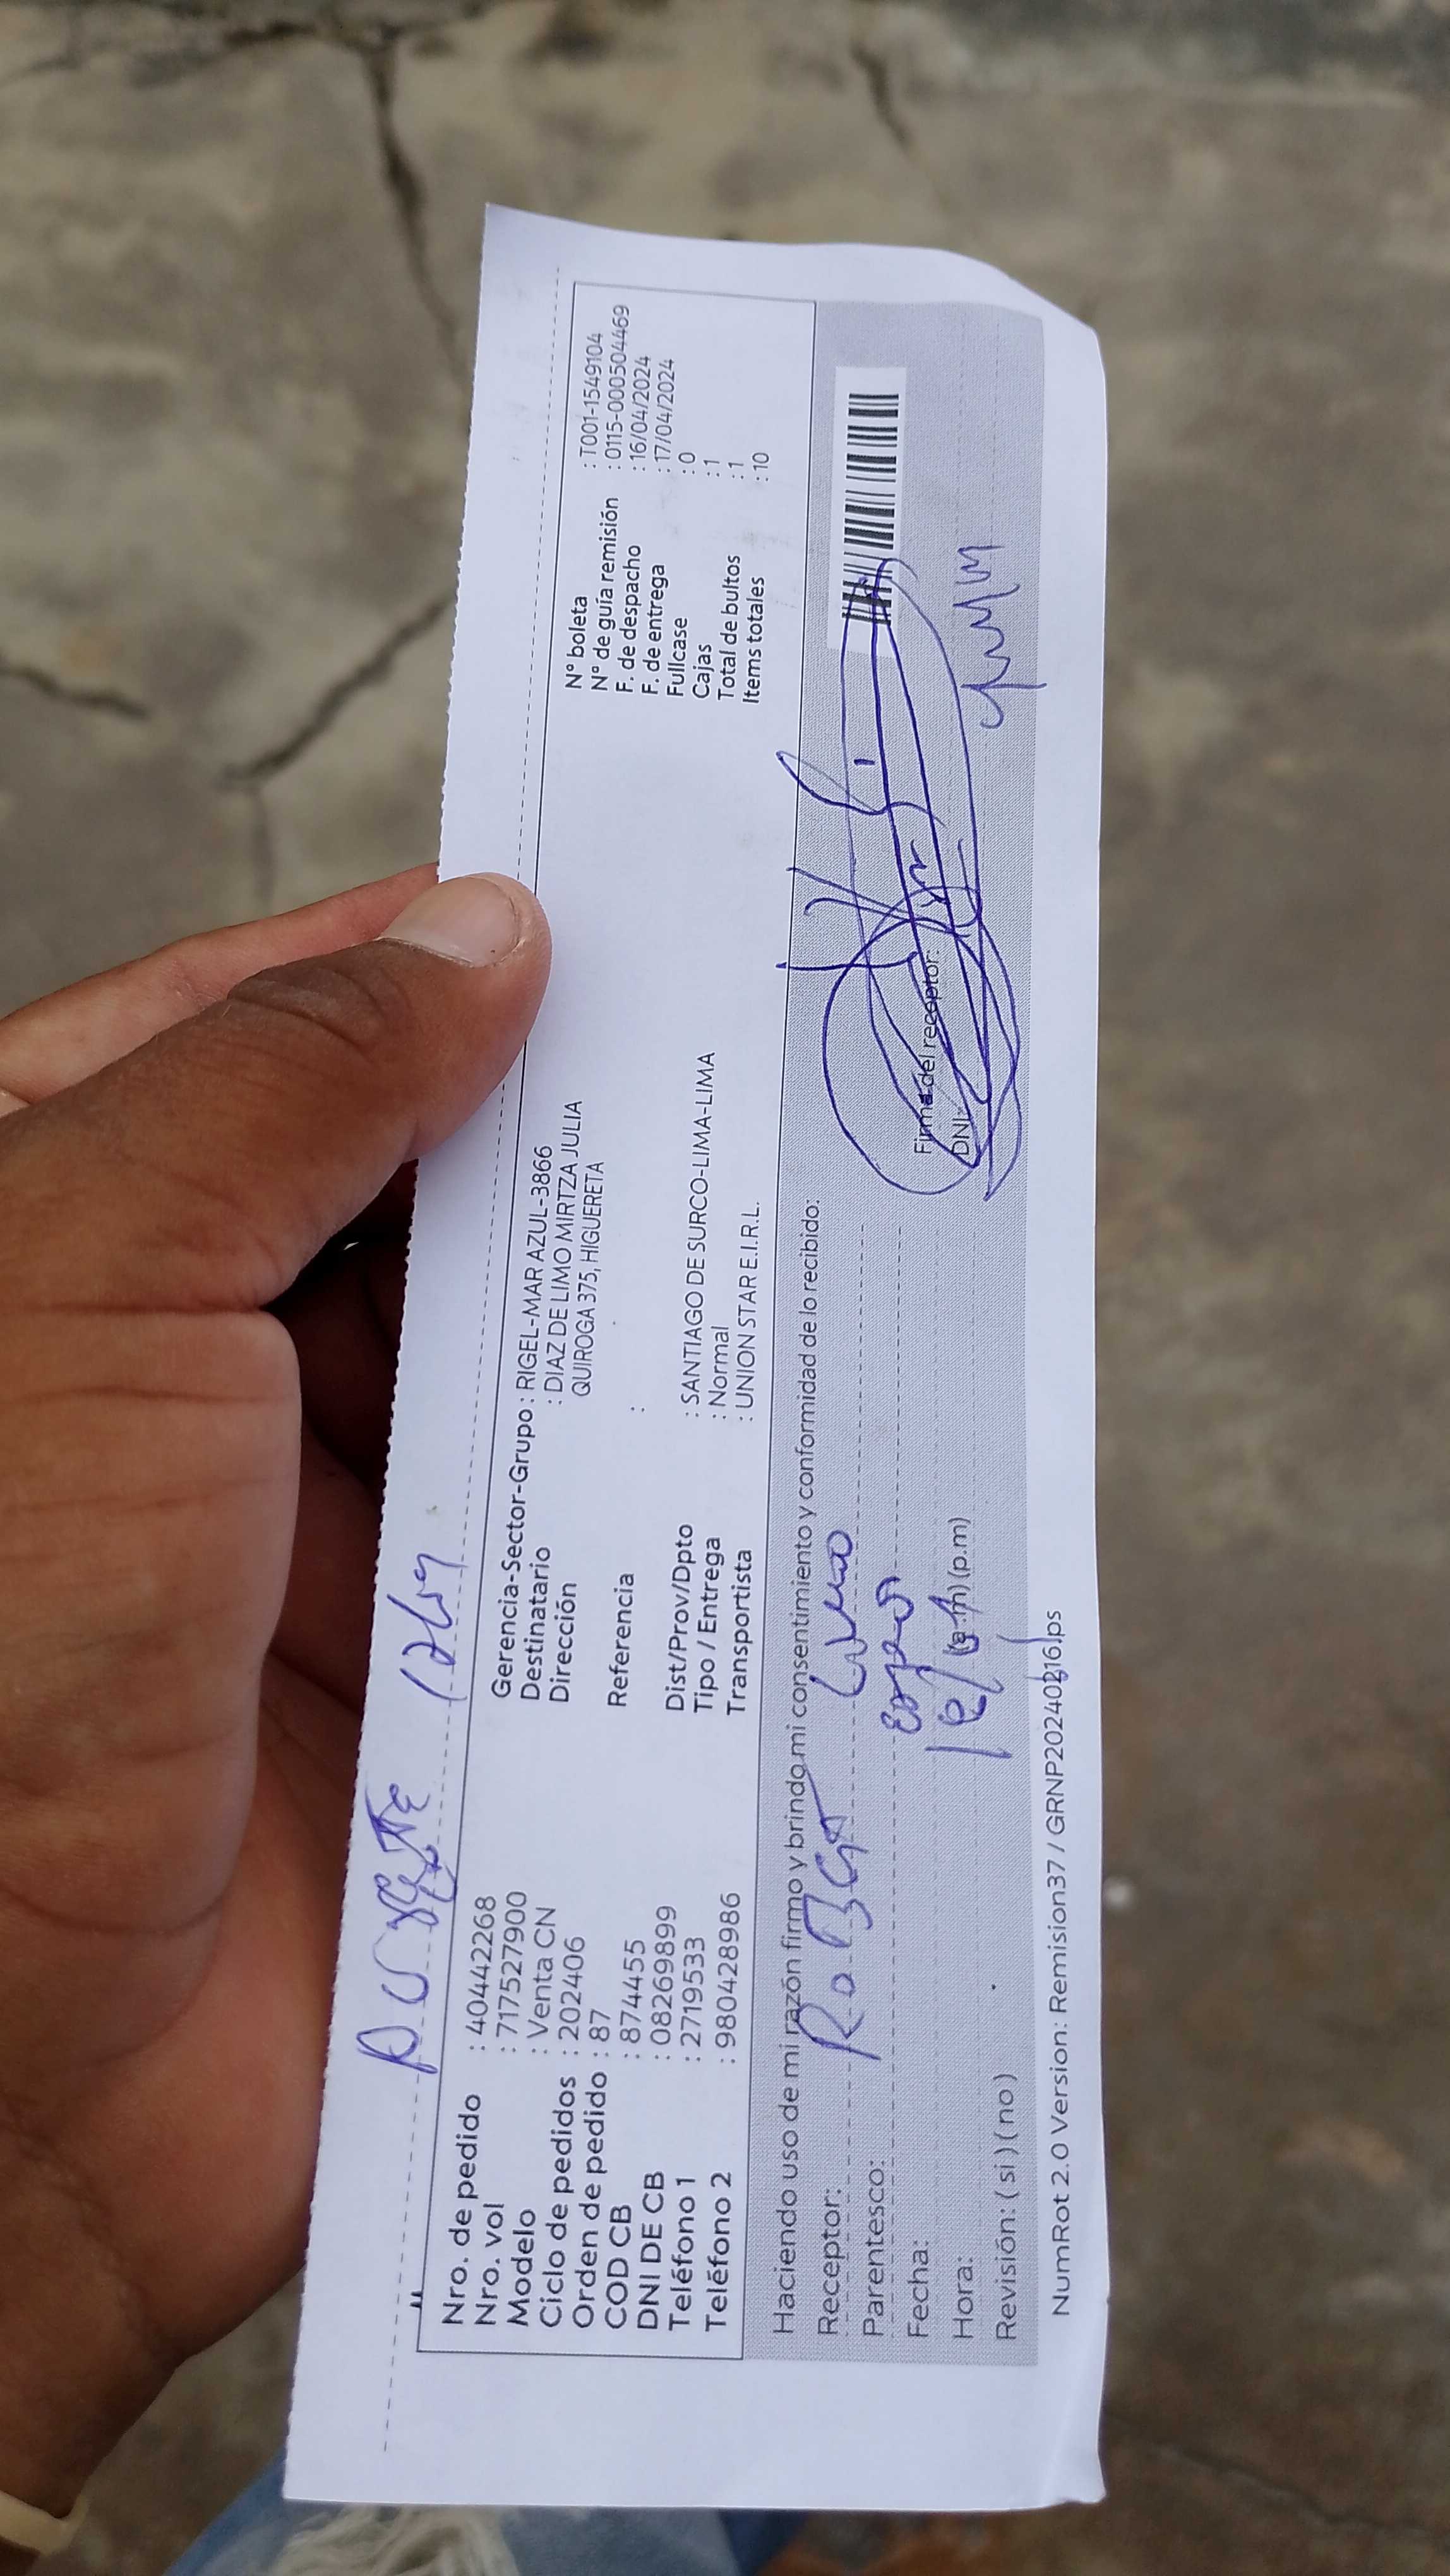 Nro. de pedido : 40442268
Nro. vol : 717527900
Modelo : Venta CN
Ciclo de pedidos : 202406
Orden de pedido : 87
COD CB : 874455
DNI DE CB : 08269899
Teléfono 1 : 2719533
Teléfono 2 : 980428986
Gerencia-Sector-Grupo : RIGEL-MAR AZUL-3866
Destinatario : DIAZ DE LIMO MIRTZA JULIA
Dirección QUIROGA 375, HIGUERETA
Referencia :
Dist/Prov/Dpto : SANTIAGO DE SURCO-LIMA-LIMA
Tipo / Entrega : Normal
Transportista : UNION STAR E.I.R.L.
N° boleta : T001-1549104
N° de guía remisión : 0115-000504469
F. de despacho : 16/04/2024
F. de entrega : 17/04/2024
Fullcase : 0
Cajas : 1
Total de bultos : 1
Items totales : 10
Haciendo uso de mi razón firmo y brindo mi consentimiento y conformidad de lo recibido:
Receptor:
Parentesco:
Fecha:
Hora: (a.m) (p.m)
Revisión: ( si ) ( no )
Firma del receptor:
DNI:
NumRot 2.0 Version: Remision37 / GRNP20240216lps